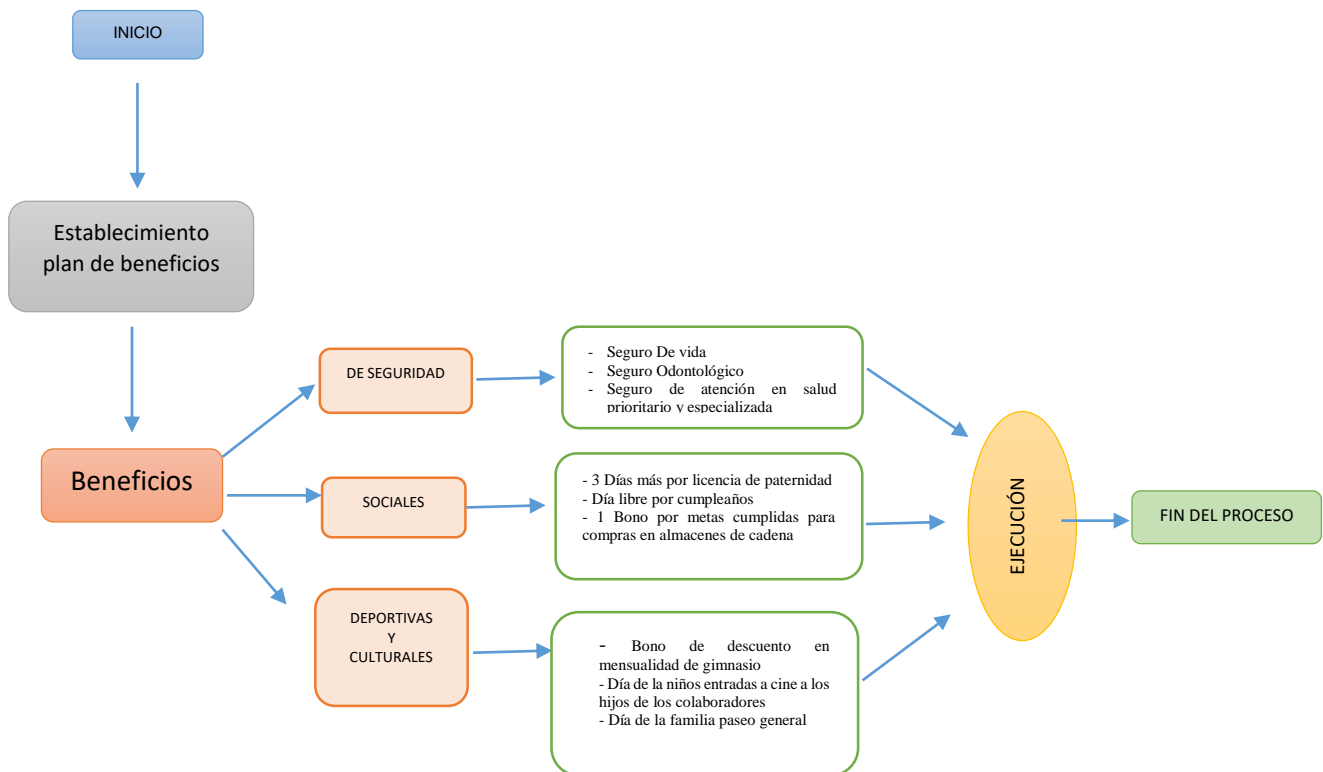 INICIO
Establecimiento
plan de beneficios
Beneficios
DE SEGURIDAD
- Seguro De vida
- Seguro Odontológico
- Seguro de atención en salud
prioritario y especializada
SOCIALES
- 3 Días más por licencia de paternidad
- Día libre por cumpleaños
- 1 Bono por metas cumplidas para
compras en almacenes de cadena
DEPORTIVAS
Y
CULTURALES
- Bono de descuento en
mensualidad de gimnasio
- Día de la niños entradas a cine a los
hijos de los colaboradores
- Día de la familia paseo general
EJECUCIÓN
FIN DEL PROCESO